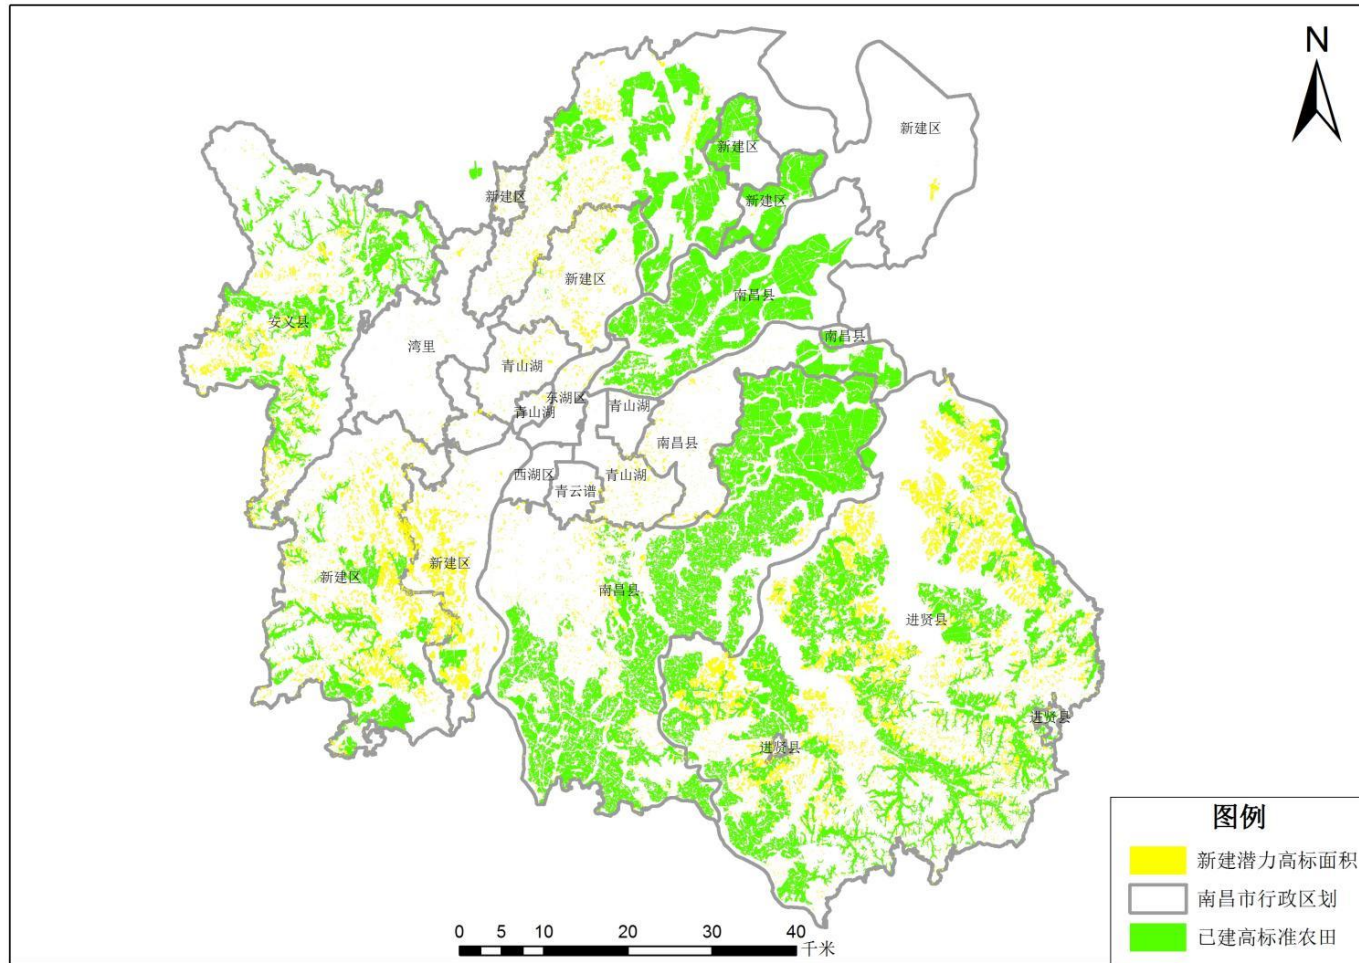 N
新建区
新建区
新建区
新建区
新建区
南昌县
安义县
南昌县
湾里
青山湖
东湖区
青山湖
青山湖
南昌县
西湖区
青山湖
青云谱
新建区
新建区
南昌县
进贤县
进贤县
进贤县
图例
新建潜力高标面积
南昌市行政区划
已建高标准农田
0 5 10 20 30 40
千米